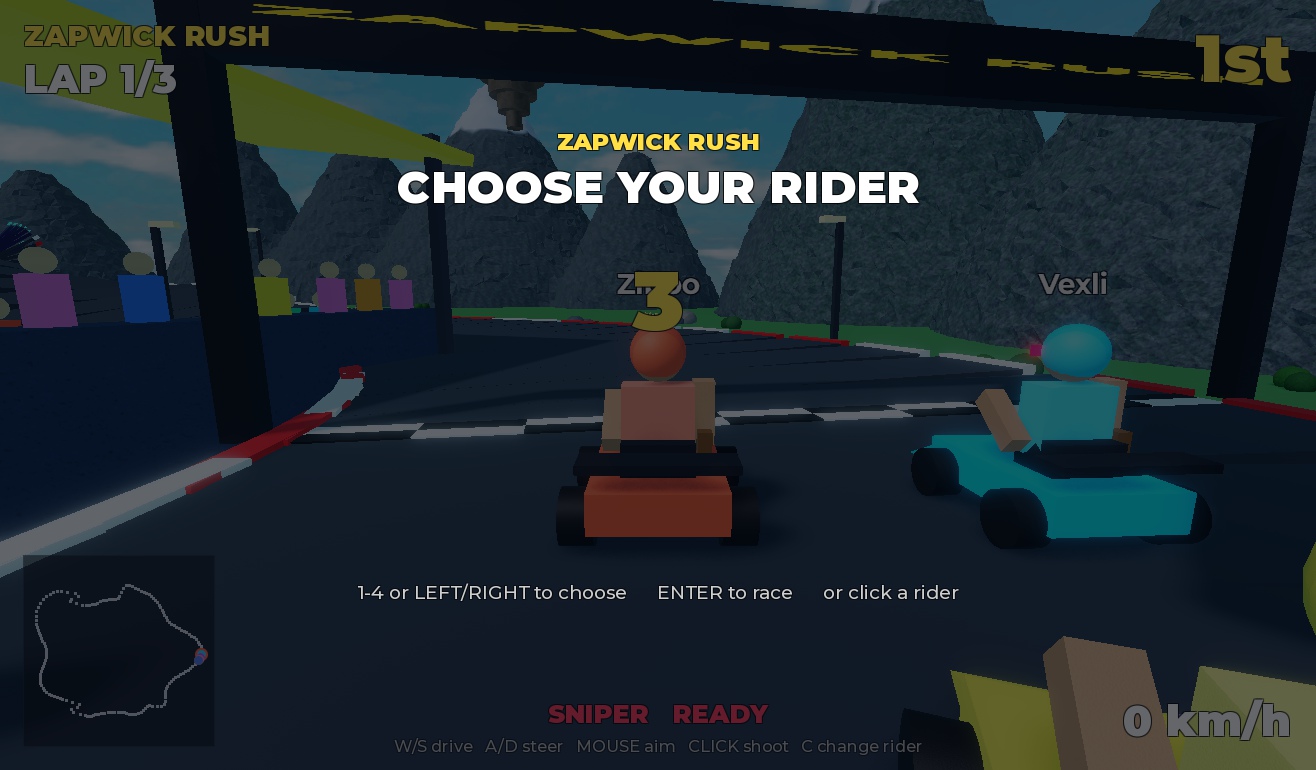 ZAPWICK RUSH
LAP 1/3
1st
ZAPWICK RUSH
CHOOSE YOUR RIDER
3
Vexli
1-4 or LEFT/RIGHT to choose ENTER to race or click a rider
SNIPER READY
W/S drive A/D steer MOUSE aim CLICK shoot C change rider
0 km/h